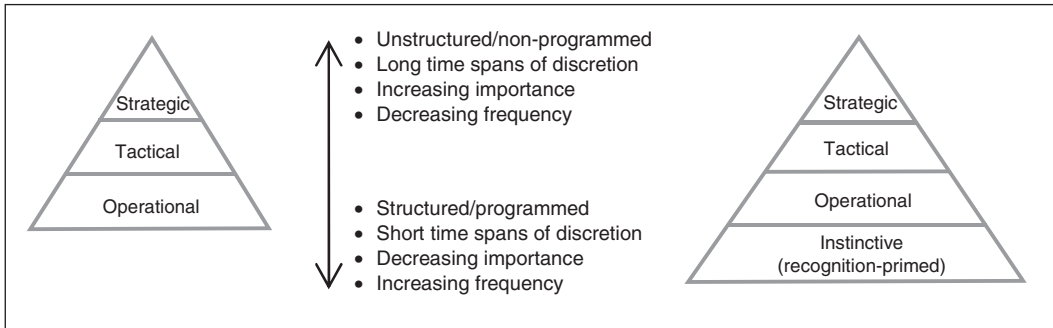 Strategic
Tactical
Operational
• Unstructured/non-programmed
• Long time spans of discretion
• Increasing importance
• Decreasing frequency
• Structured/programmed
• Short time spans of discretion
• Decreasing importance
• Increasing frequency
Strategic
Tactical
Operational
Instinctive
(recognition-primed)